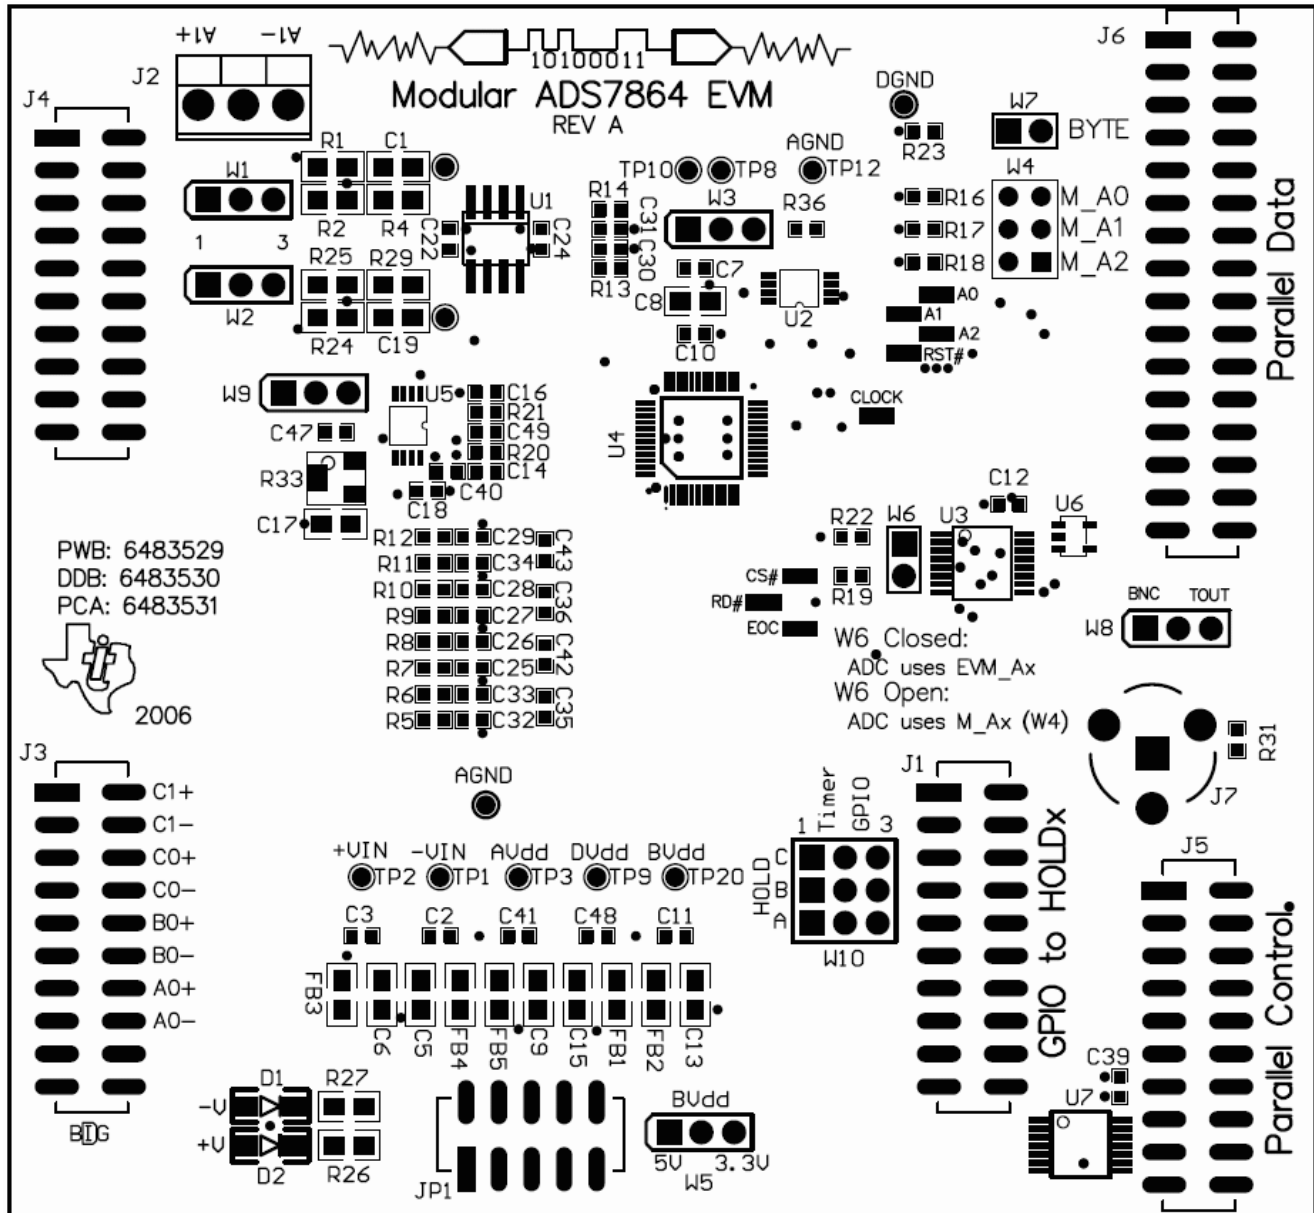 A1+ A1-
10100011
Modular ADS7864 EVM
REV A
J2
J4
J6
DGND
W7
BYTE
R23
R1 C1
AGND
TP10 TP8 TP12
W4
W1
R14
W3
R36
R16 M_A0
U1
C31
R2 R4
C22
C24
R17 M_A1
1 3
R25 R29
C30
R13
C7
R18 M_A2
C8
U2
A0
W2
A1
R24 C19
C10
A2
RST#
Parallel Data
U5
C16
W9
R21
CLOCK
C47
C49
U4
R20
R33
C14
C40
C18
C12
C17
R22 W6 U3 U6
R12 C29
C43
PWB: 6483529
R11 C34
DDB: 6483530
CS#
R19
R10 C28
PCA: 6483531
C36
RD#
BNC TOUT
R9 C27
EOC
W8
R8 C26
W6 Closed:
C42
R7 C25
ADC uses EVM_Ax
R6 C33
W6 Open:
C35
2006
R5 C32
ADC uses M_Ax (W4)
R31
J3
J1
AGND
C1+
J7
Timer
GPIO
C1-
1 3
J5
+VIN -VIN AVdd DVdd BVdd
C0+
C
TP2 TP1 TP3 TP9 TP20
C0-
B
HOLD
B0+
A
C3 C2 C41 C48 C11
B0-
W10
A0+
FB3
GPIO to HOLDx
A0-
C6 C5 FB4 FB5 C9 C15 FB1 FB2 C13
Parallel Control.
C39
D1 R27
-V
BVdd
U7
BIG
+V
D2 R26
JP1
5V 3.3V
W5